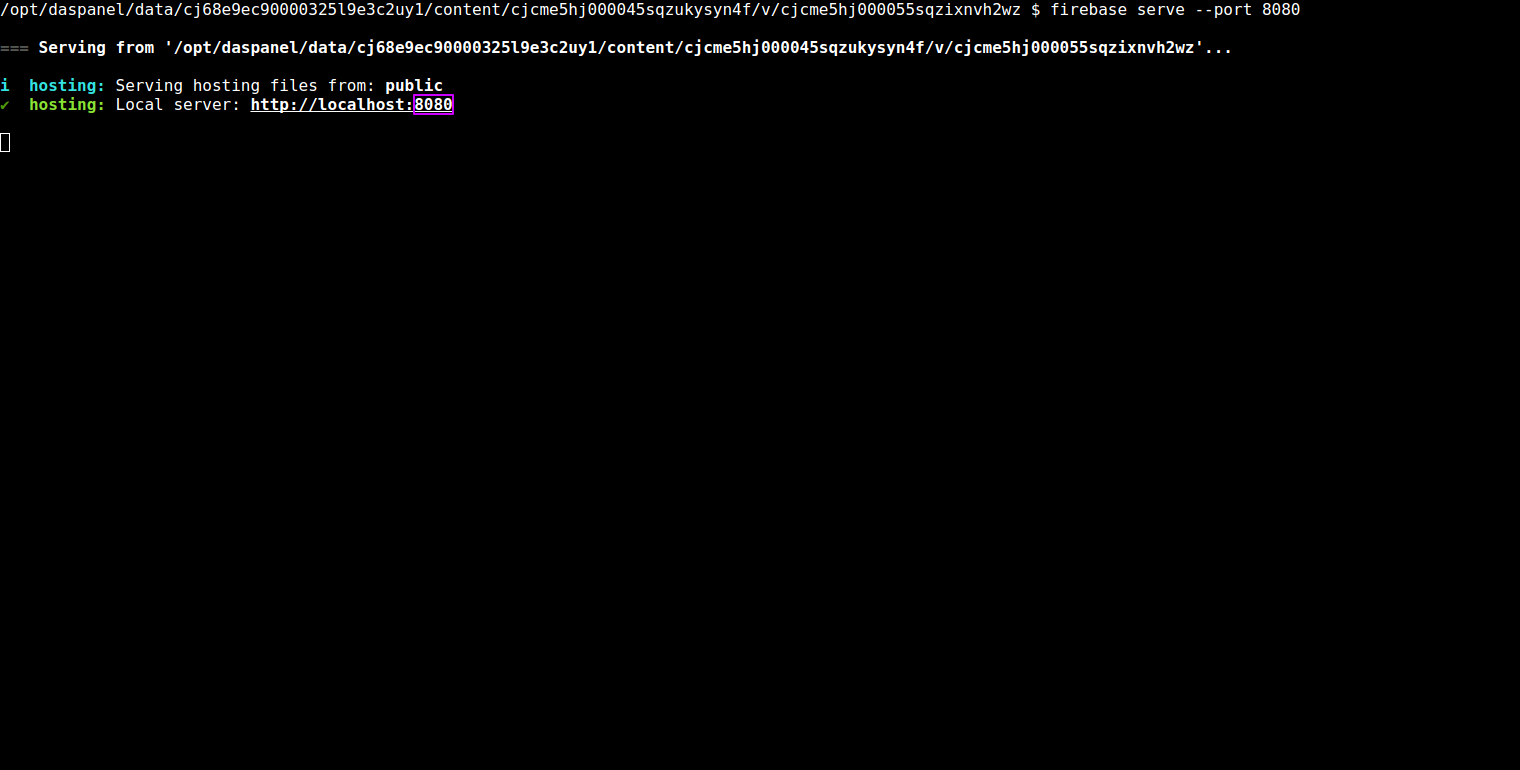 /opt/daspanel/data/cj68e9ec90000325l9e3c2uy1/content/cjcme5hj000045sqzukysyn4f/v/cjcme5hj000055sqzixnvh2wz $ firebase serve --port 8080
=== Serving from '/opt/daspanel/data/cj68e9ec90000325l9e3c2uy1/content/cjcme5hj000045sqzukysyn4f/v/cjcme5hj000055sqzixnvh2wz'...
i  hosting: Serving hosting files from: public
✔  hosting: Local server: http://localhost:8080